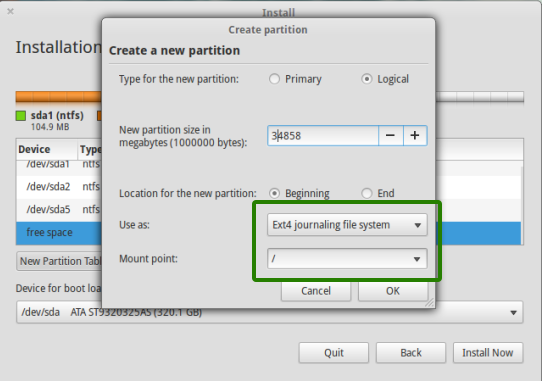 Install
Create partition
Installation
Create a new partition
Type for the new partition: Primary Logical
sda1 (ntfs)
104.9 MB
New partition size in
megabytes (1000000 bytes): 34858
Device Type
/dev/sda1 ntfs
/dev/sda2 ntfs
/dev/sda5 ntfs
free space
Location for the new partition: Beginning End
Use as: Ext4 journaling file system
Mount point: /
New Partition Tabl
Cancel OK
Device for boot loa
/dev/sda ATA ST9320325AS (320.1 GB)
Quit Back Install Now